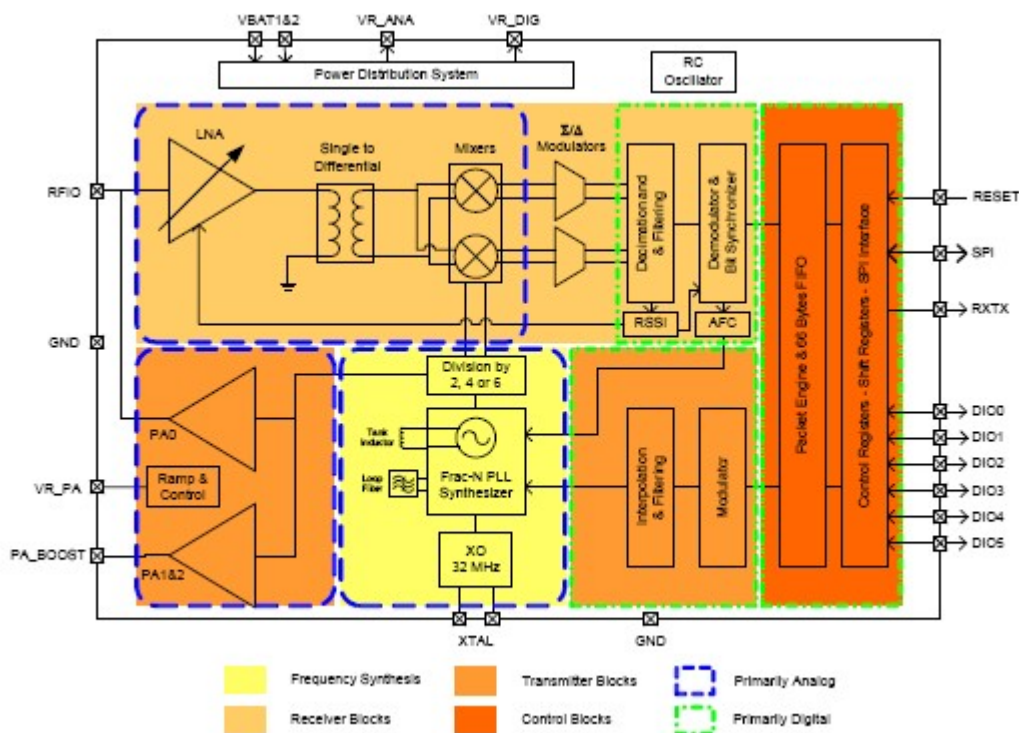 VBAT1&2
VR_ANA
VR_DIG
Power Distribution System
RC
Oscillator
LNA
Single to
Differential
Mixers
Σ/Δ
Modulators
Decimation and
& Filtering
Demodulator &
Bit Synchronizer
RSSI
AFC
Packet Engine & 66 Bytes FIFO
Control Registers - Shift Registers - SPI Interface
RFIO
RESET
SPI
RXTX
GND
Division by
2, 4 or 6
PA0
Tank
Inductor
Loop
Filter
Frac-N PLL
Synthesizer
Interpolation
& Filtering
Modulator
DIO0
DIO1
DIO2
DIO3
DIO4
DIO5
VR_PA
Ramp &
Control
PA_BOOST
PA1&2
XO
32 MHz
XTAL
GND
Frequency Synthesis
Transmitter Blocks
Primarily Analog
Receiver Blocks
Control Blocks
Primarily Digital